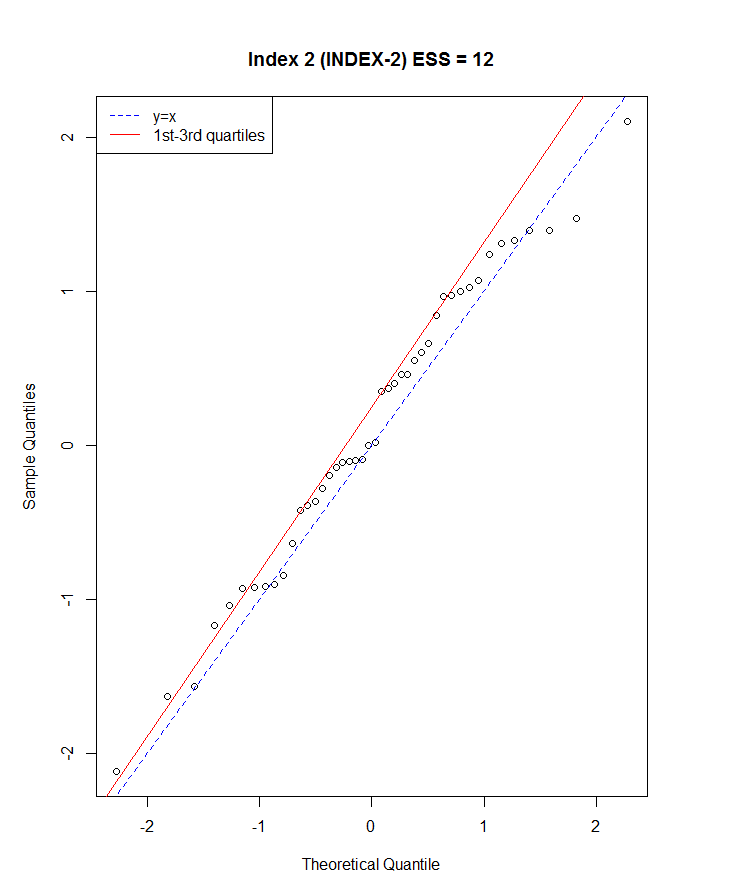 Index 2 (INDEX-2) ESS = 12
y=x
1st-3rd quartiles
2
1
0
-1
-2
Sample Quantiles
-2 -1 0 1 2
Theoretical Quantile